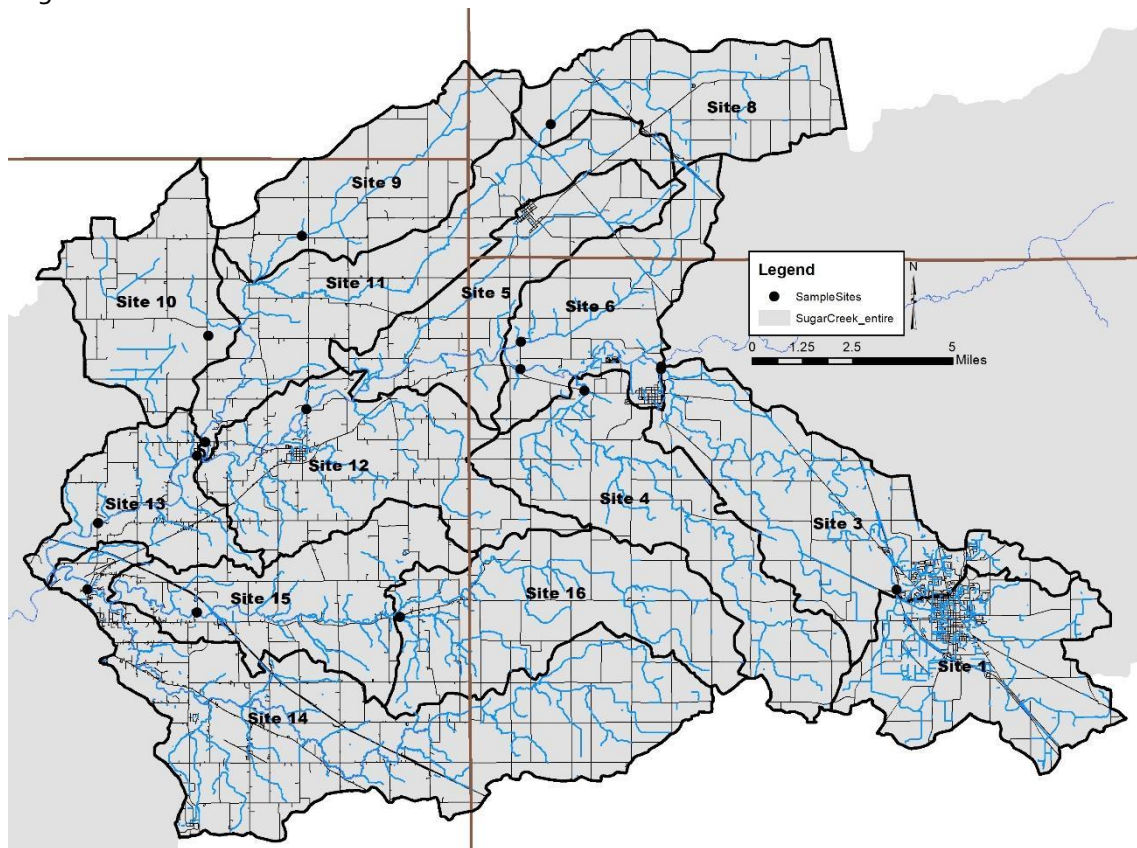 Site 8
Site 9
Site 10
Site 11
Site 5
Site 6
Legend
SampleSites
SugarCreek_entire
N
0 1.25 2.5 5
Miles
Site 12
Site 13
Site 4
Site 3
Site 15
Site 16
Site 1
Site 14